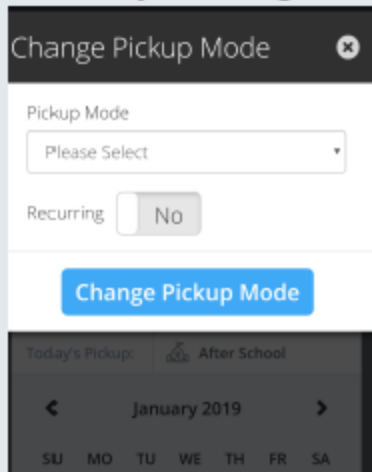 Change Pickup Mode
Pickup Mode
Please Select
Recurring No
Change Pickup Mode
Today's Pickup: After School
January 2019
SU MO TU WE TH FR SA